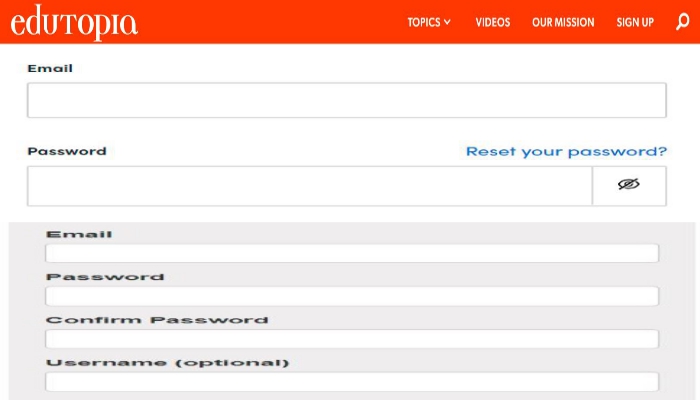 edutopia
TOPICS VIDEOS OUR MISSION SIGN UP
Email
Password Reset your password?
Email
Password
Confirm Password
Username (optional)